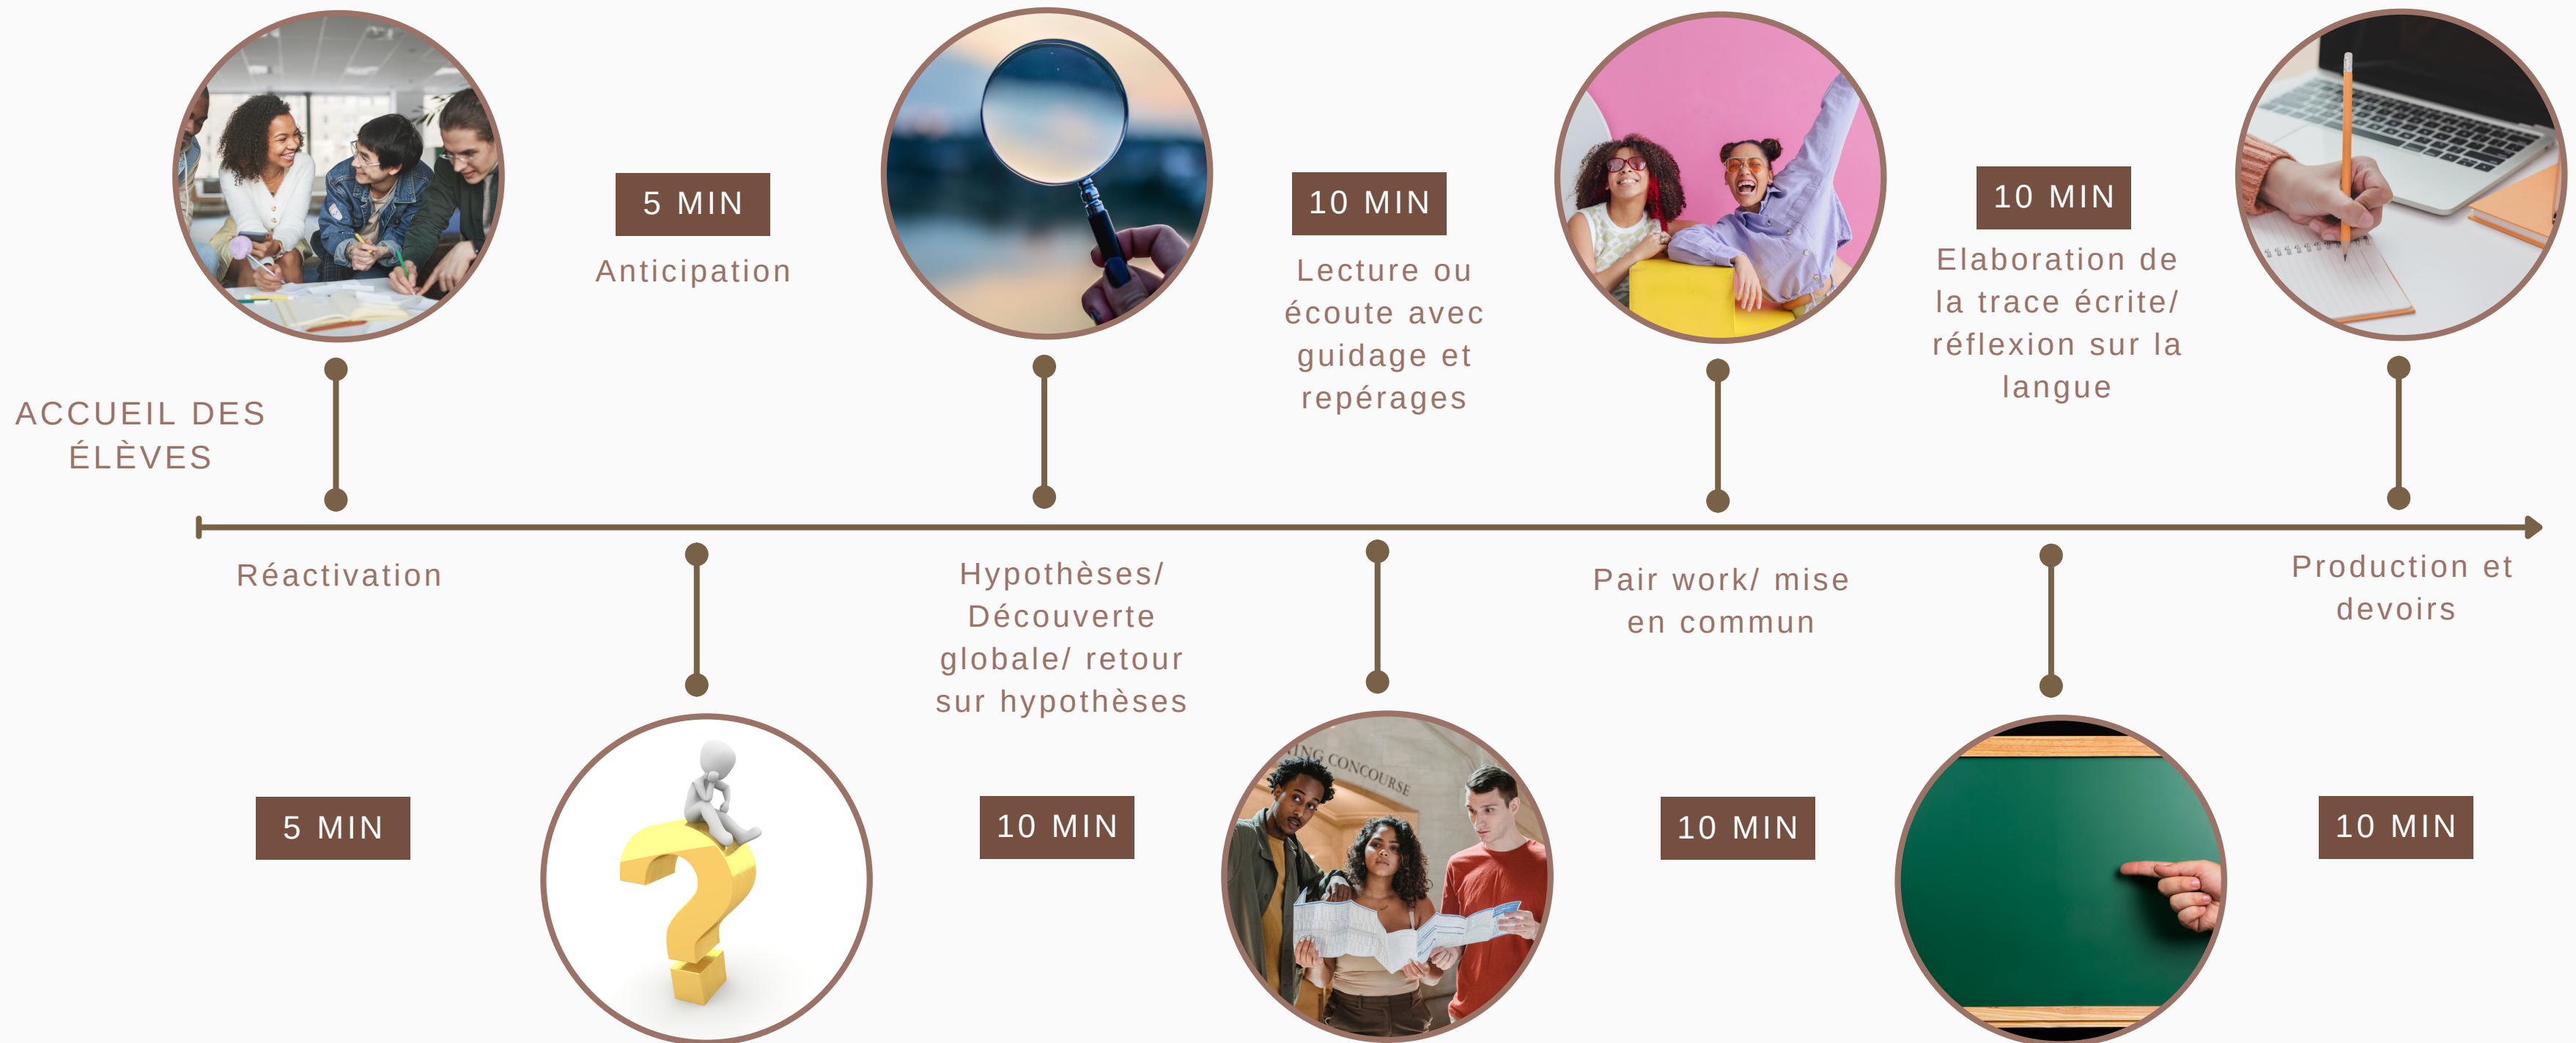 ACCUEIL DES
ÉLÈVES
Réactivation
5 MIN
5 MIN
Anticipation
Hypothèses/
Découverte
globale/ retour
sur hypothèses
10 MIN
10 MIN
Lecture ou
écoute avec
guidage et
repérages
NING CONCOURSE
Pair work/ mise
en commun
10 MIN
10 MIN
Elaboration de
la trace écrite/
réflexion sur la
langue
Production et
devoirs
10 MIN